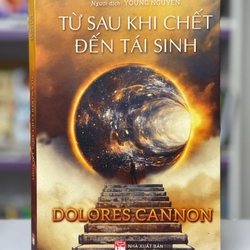 Người dịch: YOUNG NGUYEN
TỪ SAU KHI CHẾT
ĐẾN TÁI SINH
DOLORES CANNON
NHÀ XUẤT BẢN